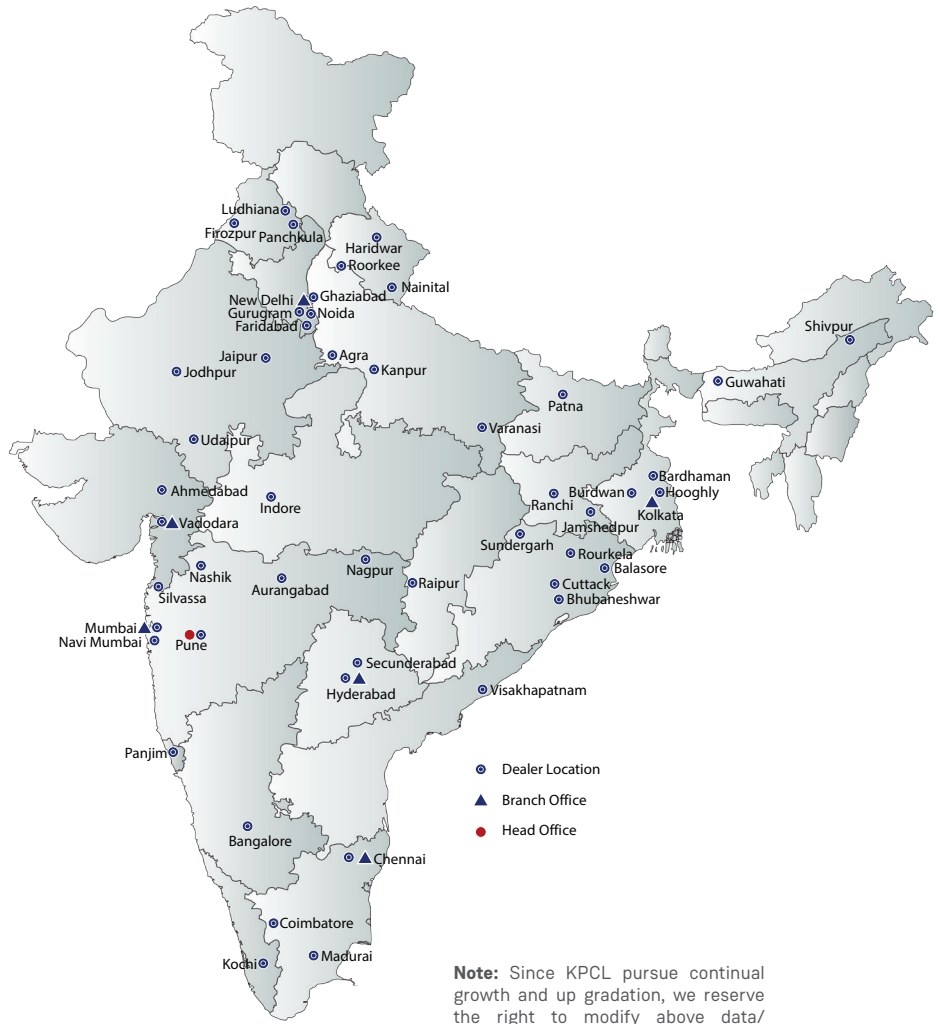 Ludhiana
Firozpur
Panchkula
Haridwar
Roorkee
Nainital
New Delhi
Ghaziabad
Gurugram
Noida
Faridabad
Shivpur
Jaipur
Agra
Jodhpur
Kanpur
Guwahati
Patna
Varanasi
Udaipur
Bardhaman
Ahmedabad
Burdwan
Hooghly
Indore
Ranchi
Kolkata
Vadodara
Jamshedpur
Sundergarh
Rourkela
Nashik
Nagpur
Balasore
Aurangabad
Raipur
Cuttack
Silvassa
Bhubaneshwar
Mumbai
Navi Mumbai
Pune
Secunderabad
Hyderabad
Visakhapatnam
Panjim
Dealer Location
Branch Office
Head Office
Bangalore
Chennai
Coimbatore
Madurai
Kochi
Note: Since KPCL pursue continual
growth and up gradation, we reserve
the right to modify above data/